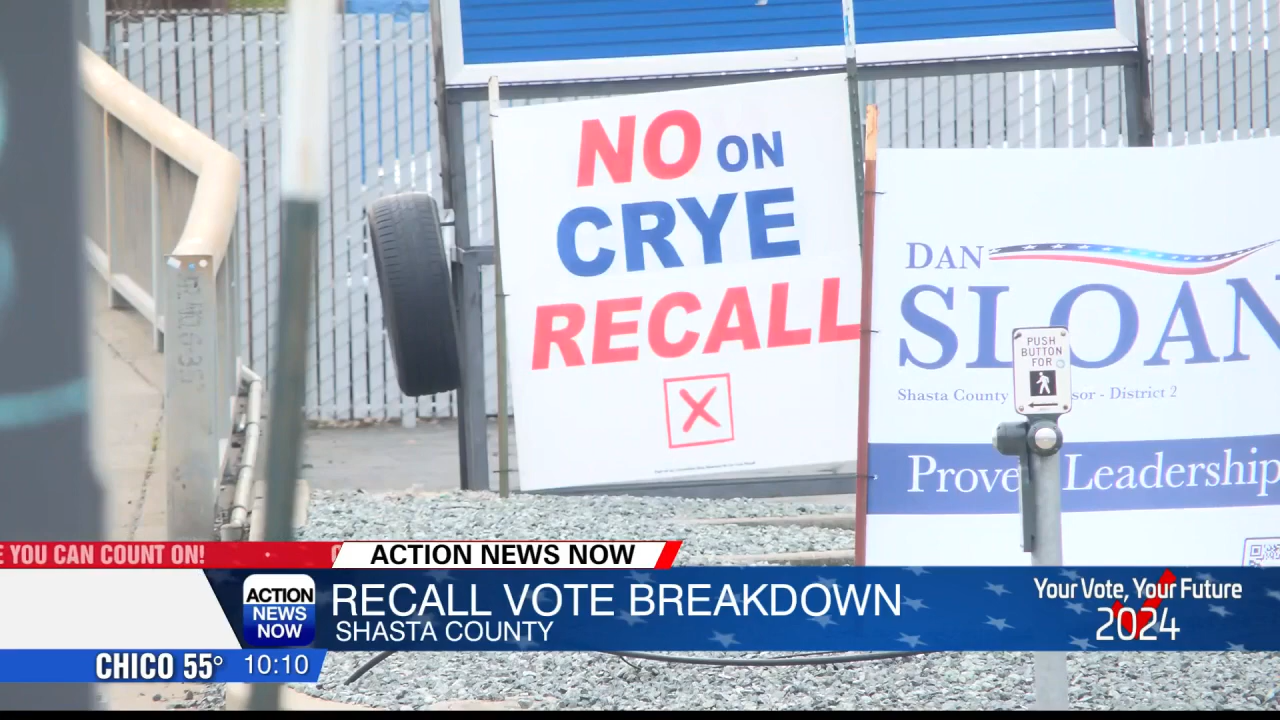 NO ON
CRYE
RECALL
DAN
SLOAN
Shasta County
sor - District 2
Prove Leadership
PUSH
BUTTON
FOR
E YOU CAN COUNT ON!
ACTION NEWS NOW
ACTION
NEWS
NOW
RECALL VOTE BREAKDOWN
SHASTA COUNTY
Your Vote, Your Future
2024
CHICO 55° 10:10